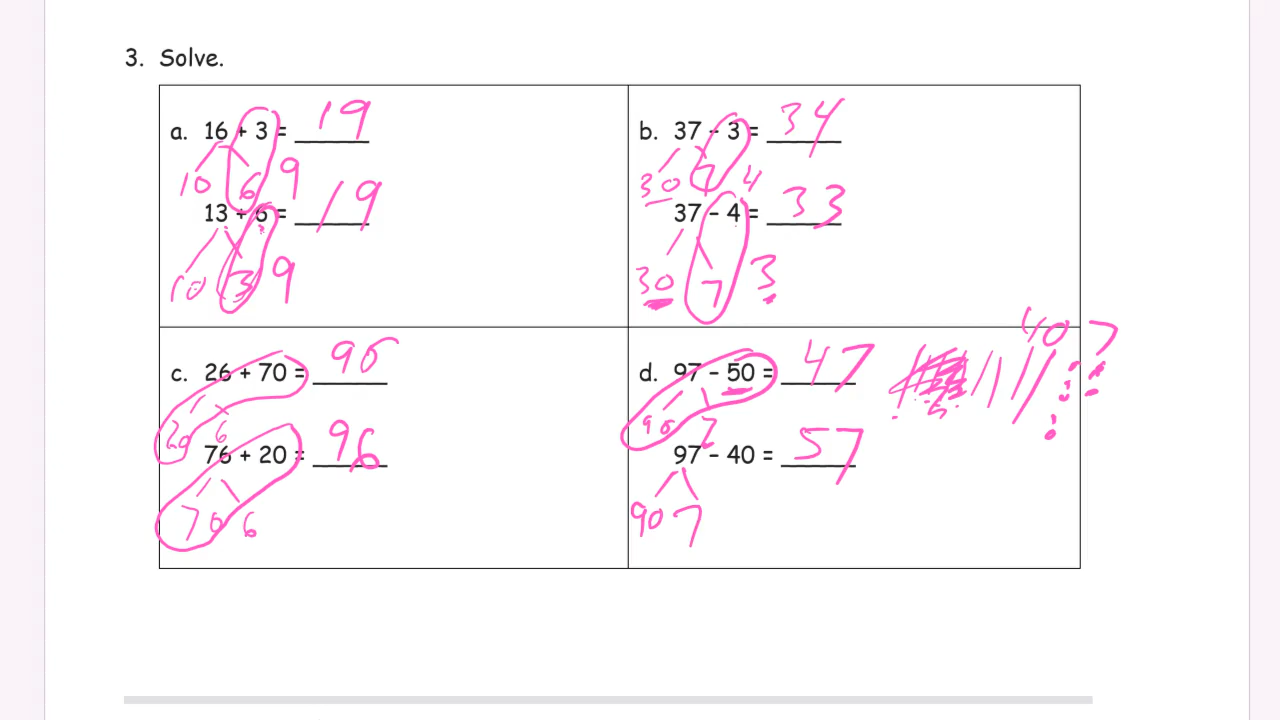 3. Solve.
a. 16 + 3 = 19
10 6 9
13 + 6 = 19
10 3 9
b. 37 - 3 = 34
30 7 4
37 - 4 = 33
30 7 3
c. 26 + 70 = 96
20 6
76 + 20 = 96
70 6
d. 97 - 50 = 47
90 7
40 7
97 - 40 = 57
90 7